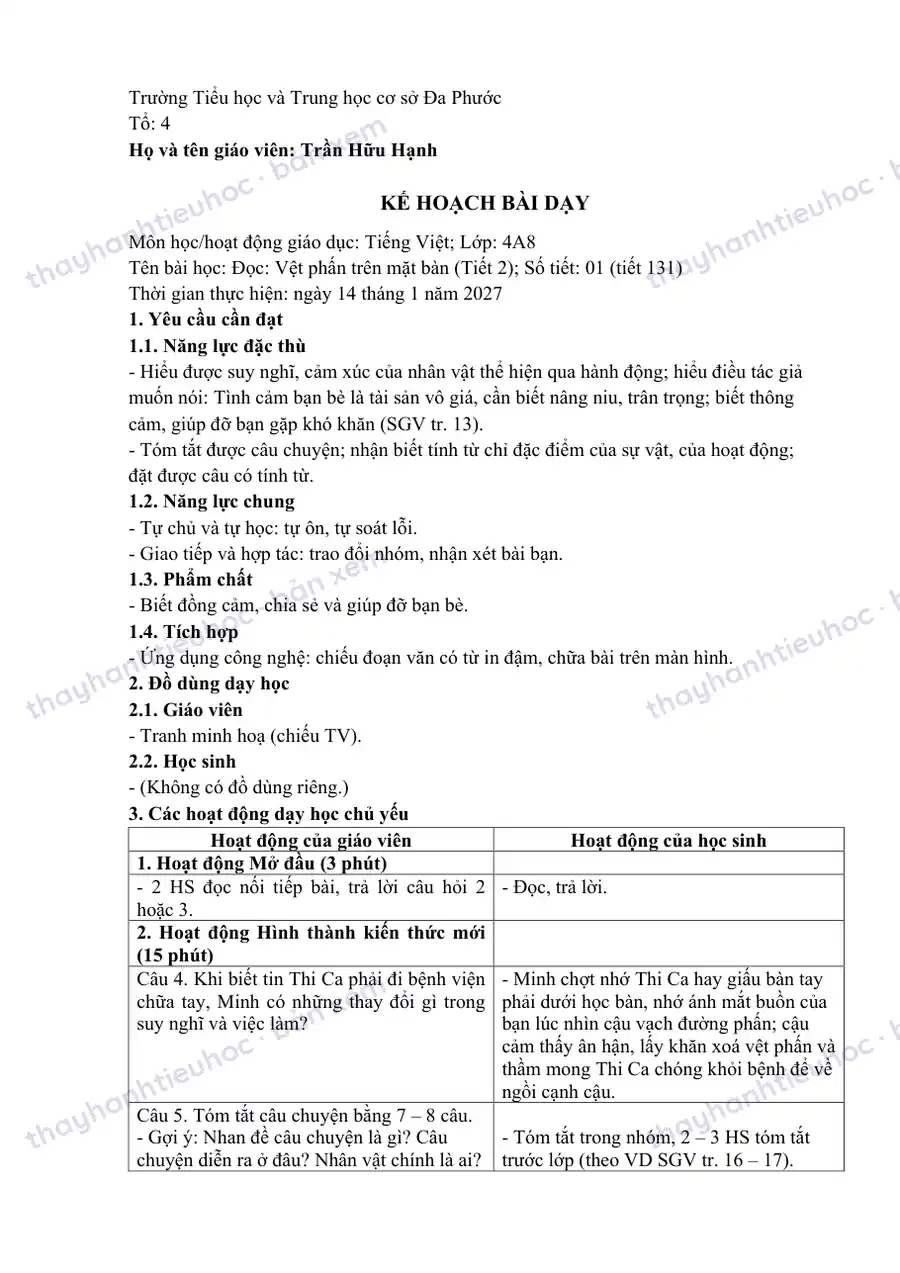 Trường Tiểu học và Trung học cơ sở Đa Phước
Tổ: 4
Họ và tên giáo viên: Trần Hữu Hạnh
KẾ HOẠCH BÀI DẠY
Môn học/hoạt động giáo dục: Tiếng Việt; Lớp: 4A8
Tên bài học: Đọc: Vệt phấn trên mặt bàn (Tiết 2); Số tiết: 01 (tiết 131)
Thời gian thực hiện: ngày 14 tháng 1 năm 2027
1. Yêu cầu cần đạt
1.1. Năng lực đặc thù
- Hiểu được suy nghĩ, cảm xúc của nhân vật thể hiện qua hành động; hiểu điều tác giả
muốn nói: Tình cảm bạn bè là tài sản vô giá, cần biết nâng niu, trân trọng; biết thông
cảm, giúp đỡ bạn gặp khó khăn (SGV tr. 13).
- Tóm tắt được câu chuyện; nhận biết tính từ chỉ đặc điểm của sự vật, của hoạt động;
đặt được câu có tính từ.
1.2. Năng lực chung
- Tự chủ và tự học: tự ôn, tự soát lỗi.
- Giao tiếp và hợp tác: trao đổi nhóm, nhận xét bài bạn.
1.3. Phẩm chất
- Biết đồng cảm, chia sẻ và giúp đỡ bạn bè.
1.4. Tích hợp
- Ứng dụng công nghệ: chiếu đoạn văn có từ in đậm, chữa bài trên màn hình.
2. Đồ dùng dạy học
2.1. Giáo viên
- Tranh minh hoạ (chiếu TV).
2.2. Học sinh
- (Không có đồ dùng riêng.)
3. Các hoạt động dạy học chủ yếu
Hoạt động của giáo viên
Hoạt động của học sinh
1. Hoạt động Mở đầu (3 phút)
- 2 HS đọc nối tiếp bài, trả lời câu hỏi 2
hoặc 3.
- Đọc, trả lời.
2. Hoạt động Hình thành kiến thức mới
(15 phút)
Câu 4. Khi biết tin Thi Ca phải đi bệnh viện
chữa tay, Minh có những thay đổi gì trong
suy nghĩ và việc làm?
- Minh chợt nhớ Thi Ca hay giấu bàn tay
phải dưới học bàn, nhớ ánh mắt buồn của
bạn lúc nhìn cậu vạch đường phấn; cậu
cảm thấy ân hận, lấy khăn xoá vệt phấn và
thầm mong Thi Ca chóng khỏi bệnh để về
ngồi cạnh cậu.
Câu 5. Tóm tắt câu chuyện bằng 7 – 8 câu.
- Gợi ý: Nhan đề câu chuyện là gì? Câu
chuyện diễn ra ở đâu? Nhân vật chính là ai?
- Tóm tắt trong nhóm, 2 – 3 HS tóm tắt
trước lớp (theo VD SGV tr. 16 – 17).
thayhanhtieuhoc · bản xem
thayhanhtieuhoc · b
thayhanhtieuhoc · bản xem
thayhanhtieuhoc · b
thayhanhtieuhoc · bản xem
thayhanhtieuhoc · b